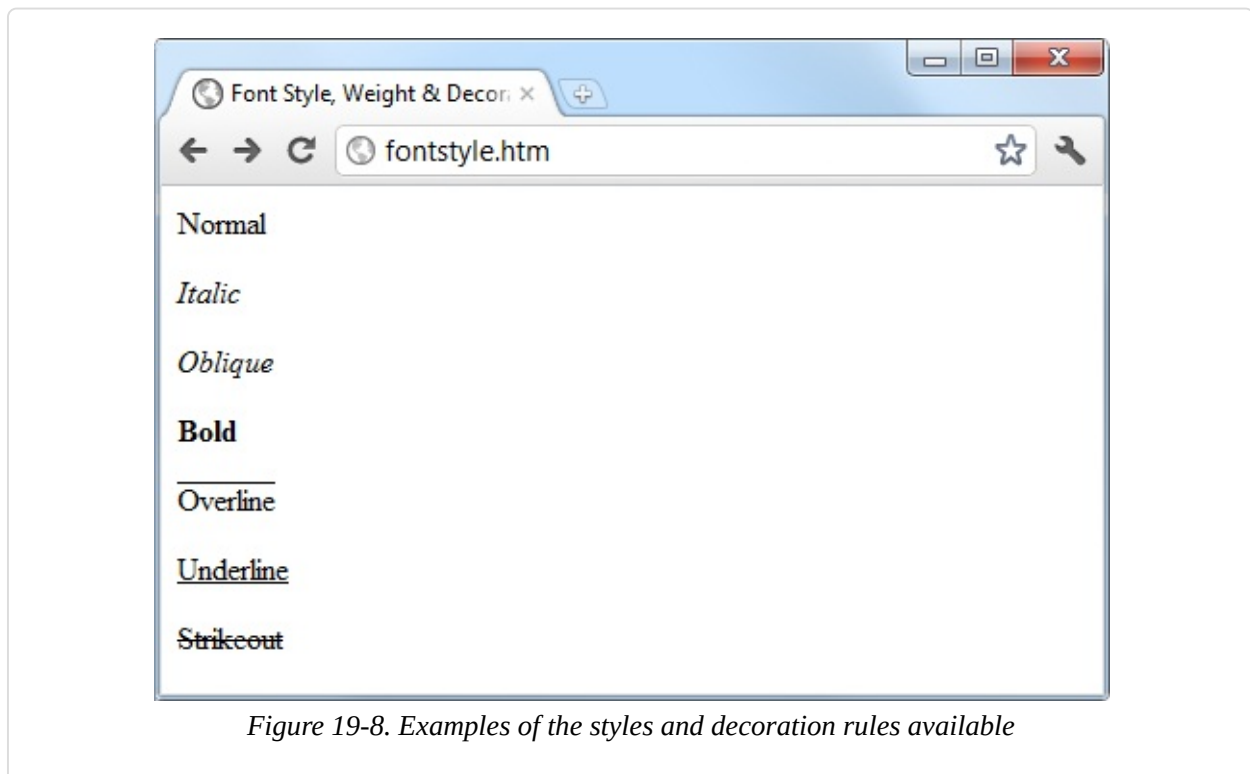 Font Style, Weight & Decor
fontstyle.htm
Normal
Italic
Oblique
Bold
Overline
Underline
Strikeout
Figure 19-8. Examples of the styles and decoration rules available